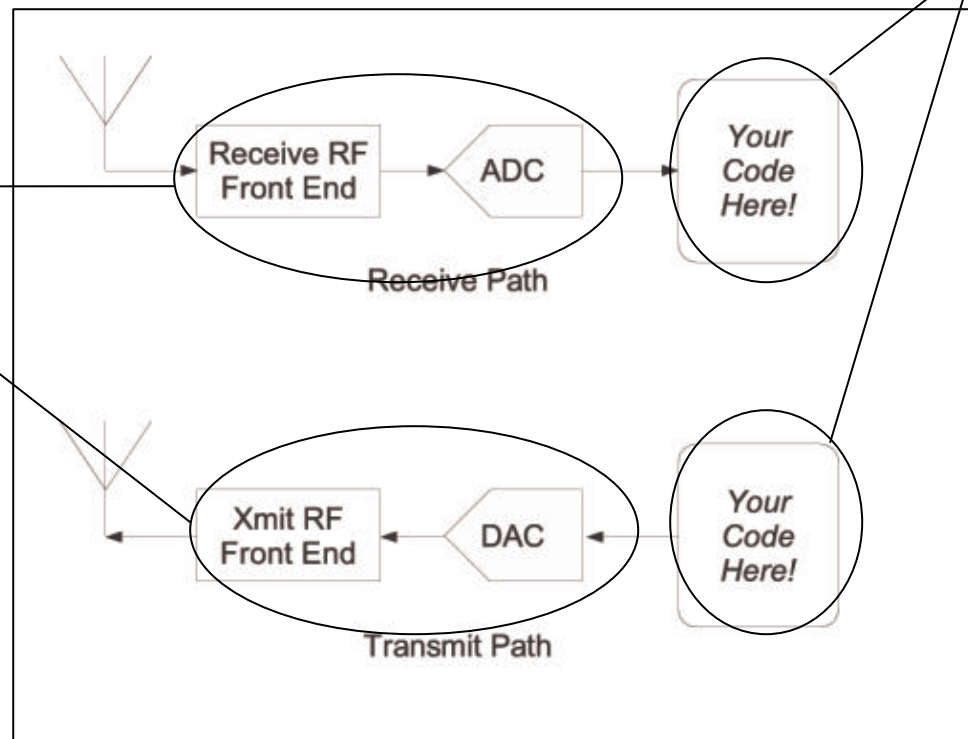 Receive RF
Front End
ADC
Your
Code
Here!
Receive Path
Xmit RF
Front End
DAC
Your
Code
Here!
Transmit Path